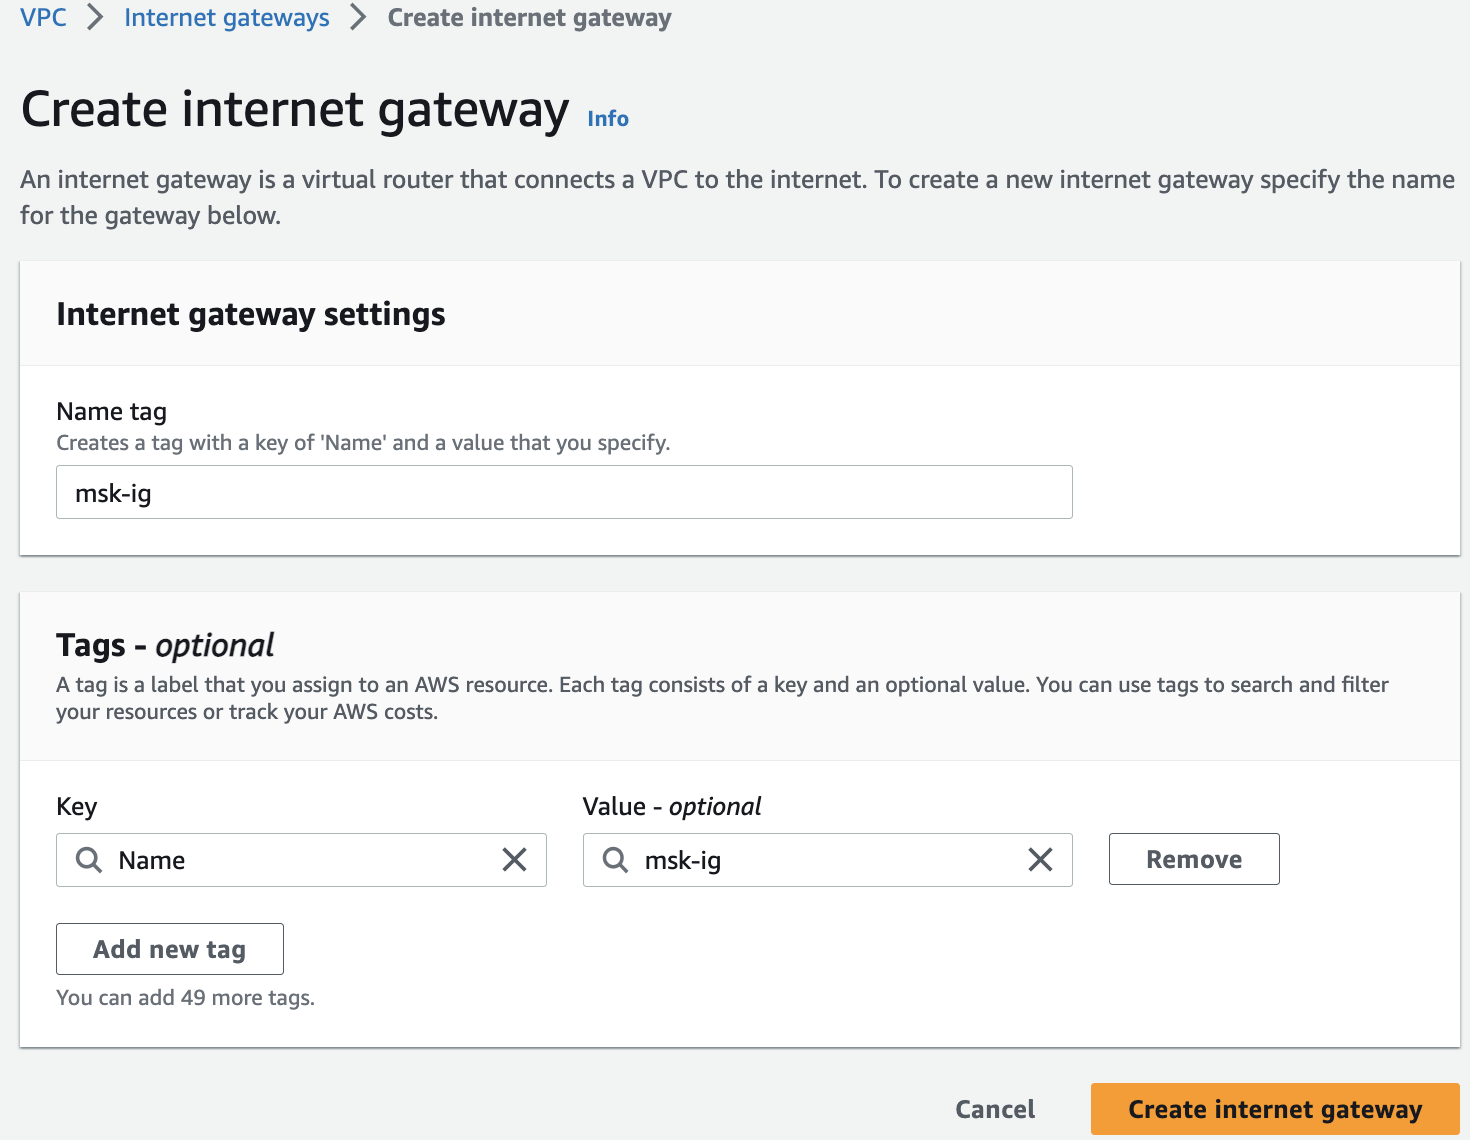 VPC > Internet gateways > Create internet gateway
Create internet gateway Info
An internet gateway is a virtual router that connects a VPC to the internet. To create a new internet gateway specify the name
for the gateway below.
Internet gateway settings
Name tag
Creates a tag with a key of 'Name' and a value that you specify.
msk-ig
Tags - optional
A tag is a label that you assign to an AWS resource. Each tag consists of a key and an optional value. You can use tags to search and filter
your resources or track your AWS costs.
Key Value - optional
Name msk-ig Remove
Add new tag
You can add 49 more tags.
Cancel Create internet gateway